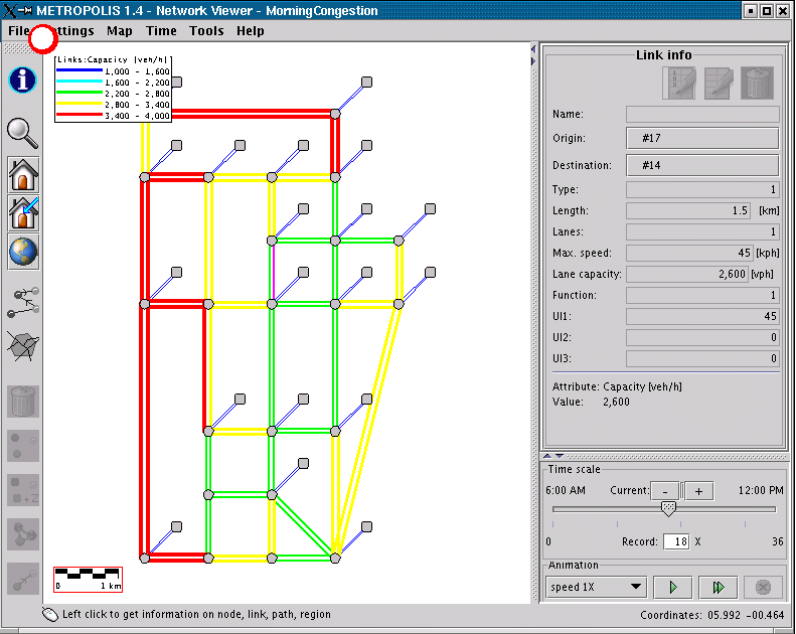 METROPOLIS 1.4 - Network Viewer - MorningCongestion
File ettings Map Time Tools Help
Links:Capacity [veh/h]
1,000 - 1,600
1,600 - 2,200
2,200 - 2,800
2,800 - 3,400
3,400 - 4,000
0 1 km
Link info
Name:
Origin: #17
Destination: #14
Type: 1
Length: 1.5 [km]
Lanes: 1
Max. speed: 45 [kph]
Lane capacity: 2,600 [vph]
Function: 1
UI1: 45
UI2: 0
UI3: 0
Attribute: Capacity [veh/h]
Value: 2,600
Time scale
6:00 AM Current: - + 12:00 PM
0 Record: 18 X 36
Animation
speed 1X
Left click to get information on node, link, path, region
Coordinates: 05.992 -00.464